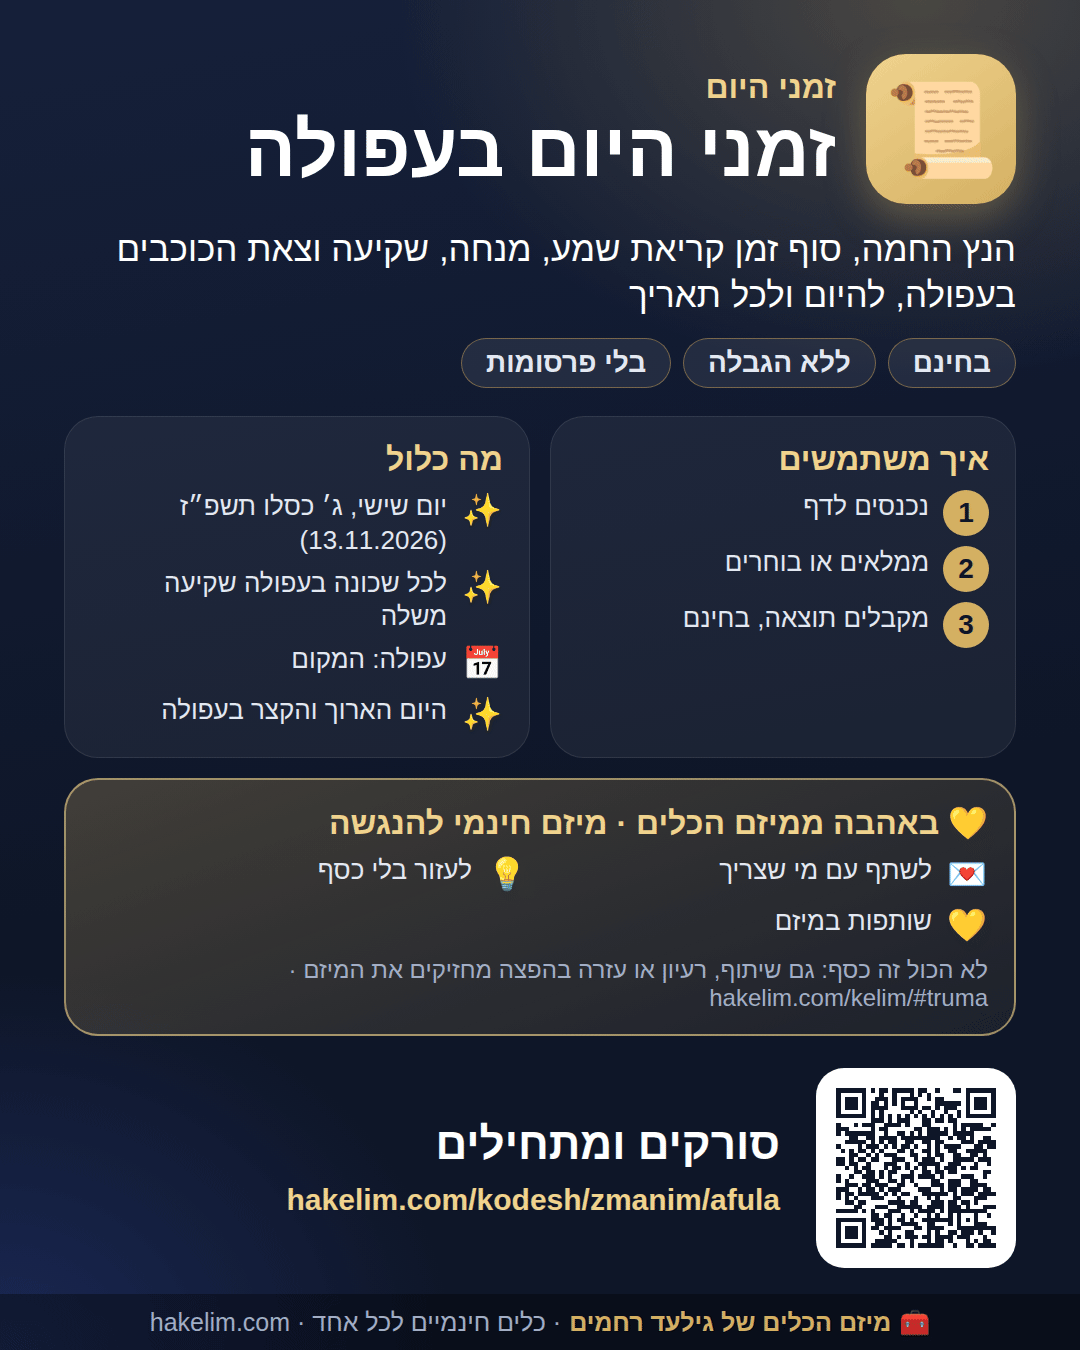 זמני היום
זמני היום בעפולה
הנץ החמה, סוף זמן קריאת שמע, מנחה, שקיעה וצאת הכוכבים
בעפולה, להיום ולכל תאריך
בחינם
ללא הגבלה
בלי פרסומות
איך משתמשים
1 נכנסים לדף
2 ממלאים או בוחרים
3 מקבלים תוצאה, בחינם
מה כלול
יום שישי, ג׳ כסלו תשפ״ז
(13.11.2026)
לכל שכונה בעפולה שקיעה
משלה
July 17
עפולה: המקום
היום הארוך והקצר בעפולה
באהבה ממיזם הכלים · מיזם חינמי להנגשה
לשתף עם מי שצריך
לעזור בלי כסף
שותפות במיזם
לא הכול זה כסף: גם שיתוף, רעיון או עזרה בהפצה מחזיקים את המיזם ·
hakelim.com/kelim/#truma
סורקים ומתחילים
hakelim.com/kodesh/zmanim/afula
מיזם הכלים של גילעד רחמים · כלים חינמיים לכל אחד · hakelim.com